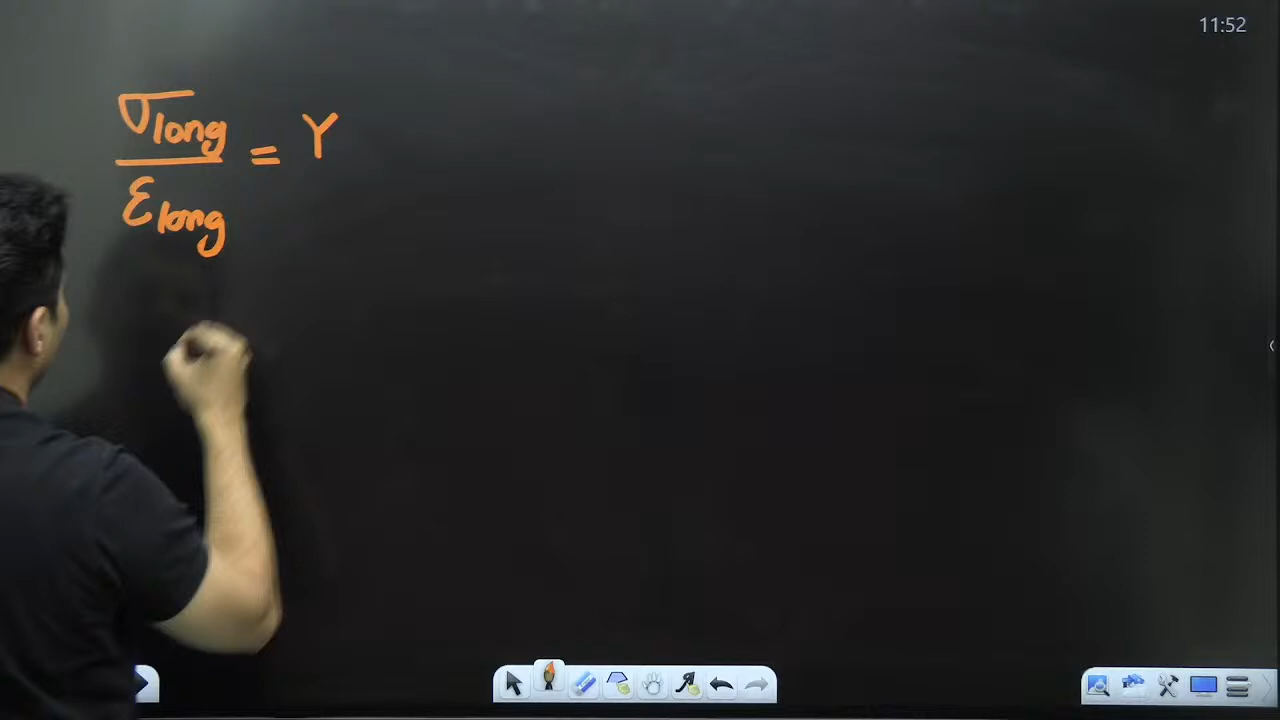 11:52
σlong
― = Y
εlong